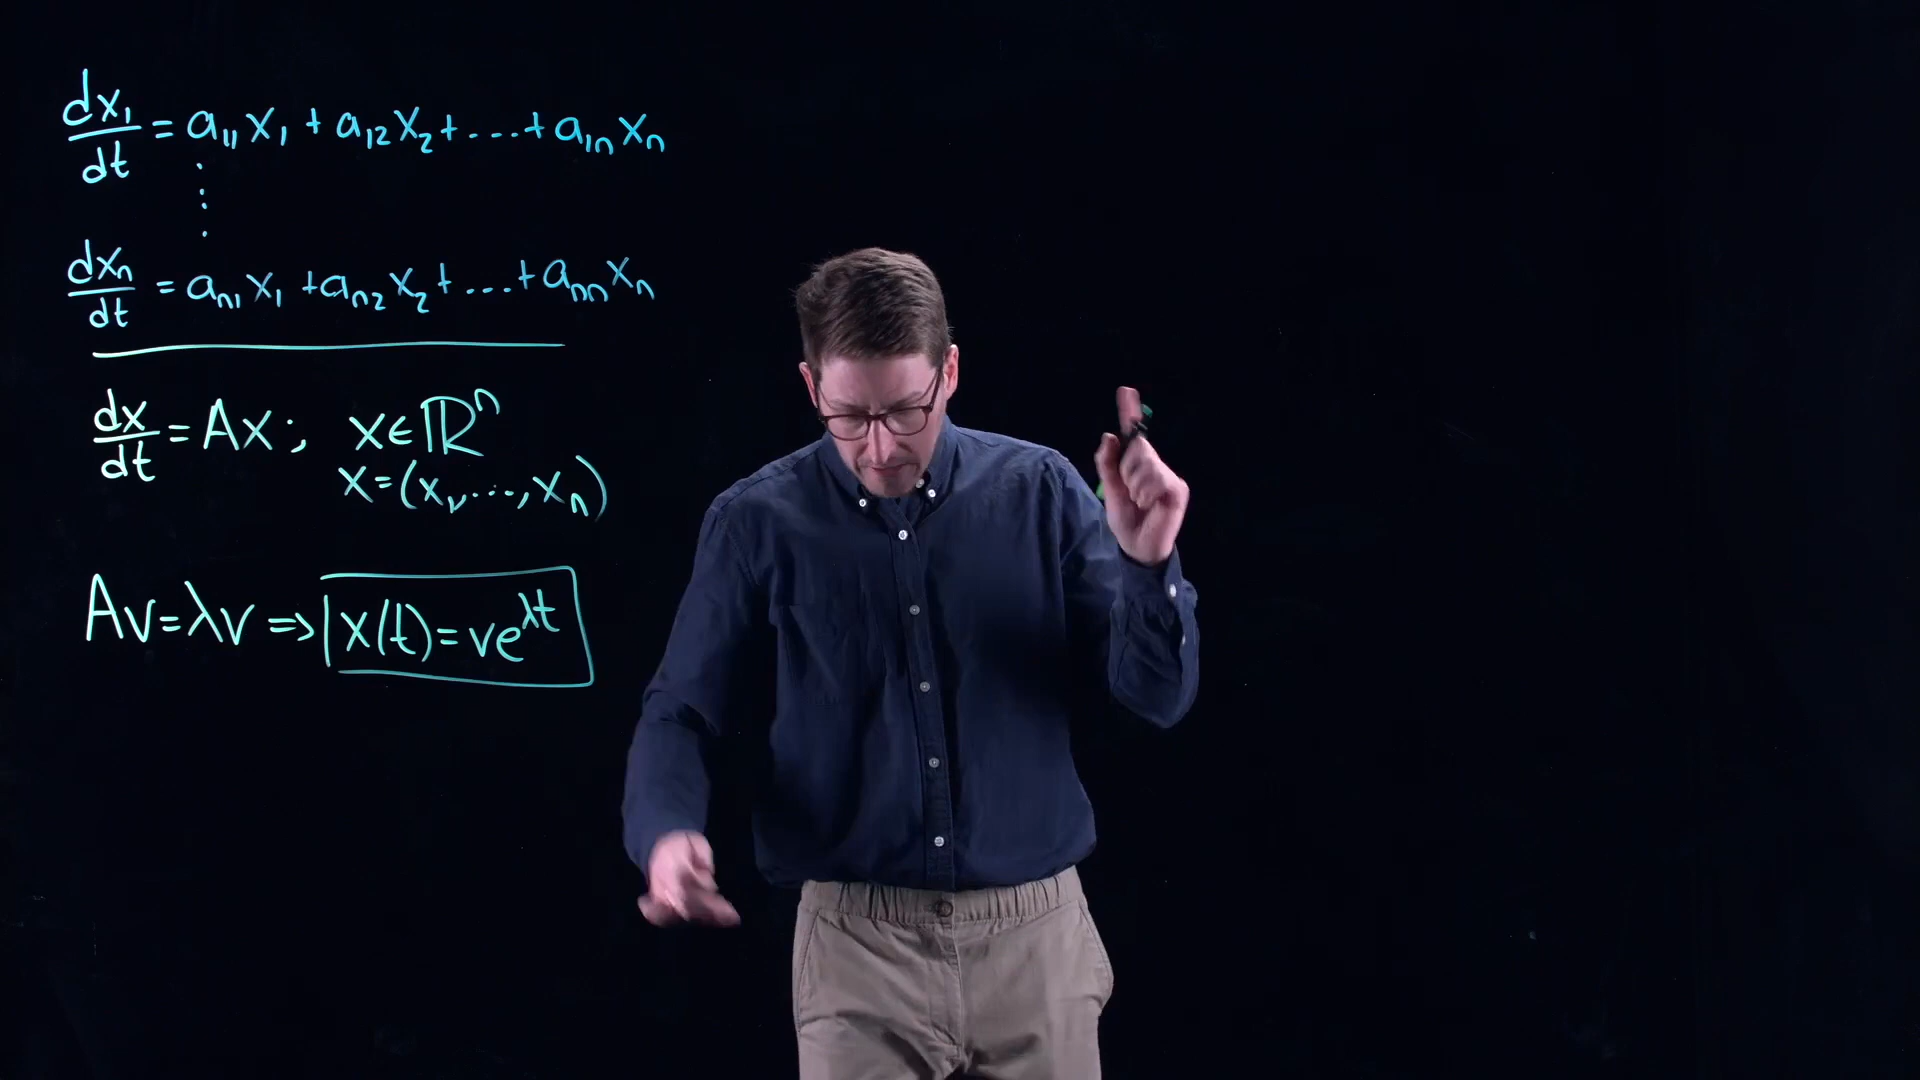 dx₁/dt = a₁₁x₁ + a₁₂x₂ + .... + a₁ₙxₙ
⋮
dxₙ/dt = aₙ₁x₁ + aₙ₂x₂ + .... + aₙₙxₙ
dx/dt = Ax ; x ∈ ℝⁿ
x = (x₁, ..., xₙ)
Av = λv ⇒ x(t) = ve^{λt}